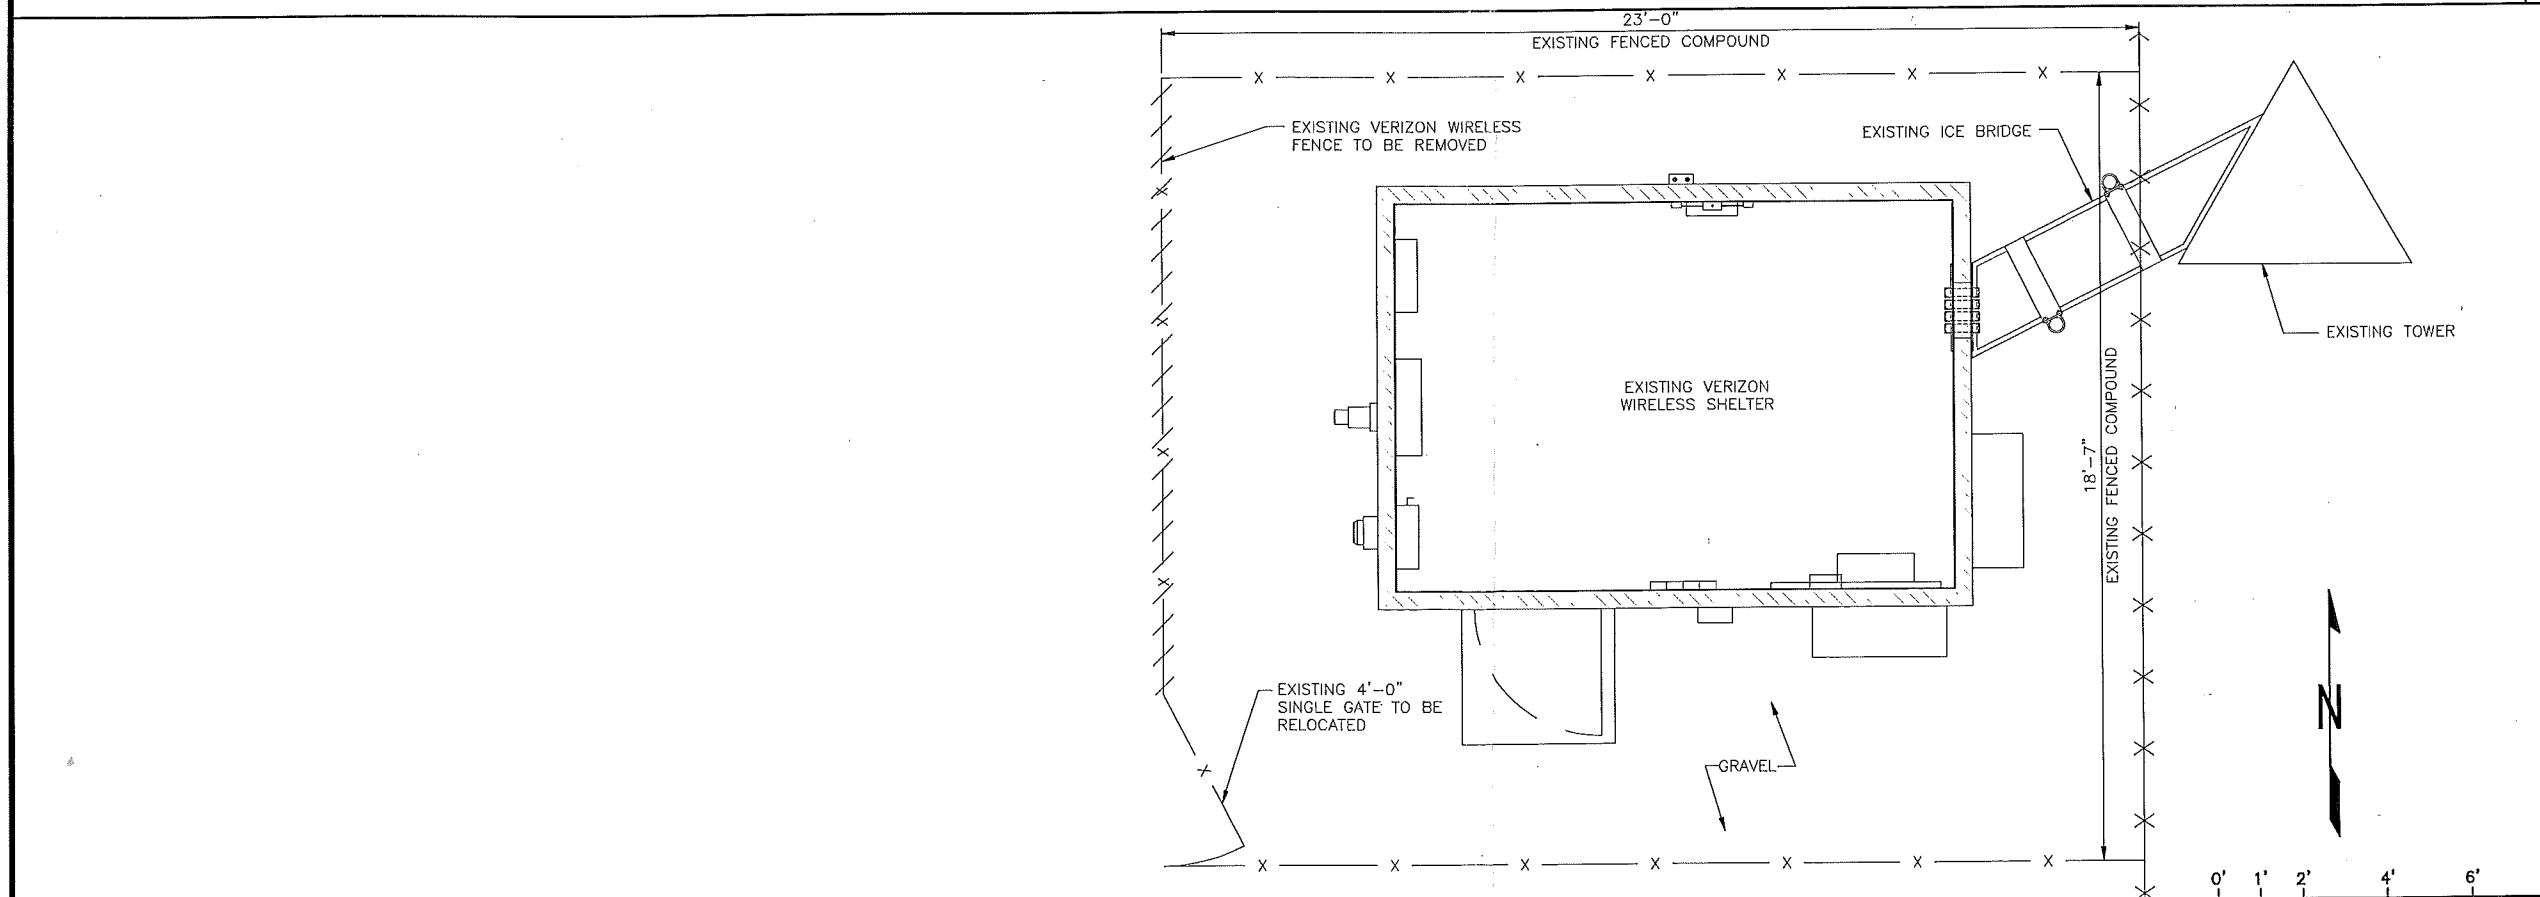 23'-0"
EXISTING FENCED COMPOUND
EXISTING VERIZON WIRELESS
FENCE TO BE REMOVED
EXISTING ICE BRIDGE
EXISTING TOWER
EXISTING VERIZON
WIRELESS SHELTER
18'-7"
EXISTING FENCED COMPOUND
EXISTING 4'-0"
SINGLE GATE TO BE
RELOCATED
GRAVEL
N
0' 1' 2' 4' 6'